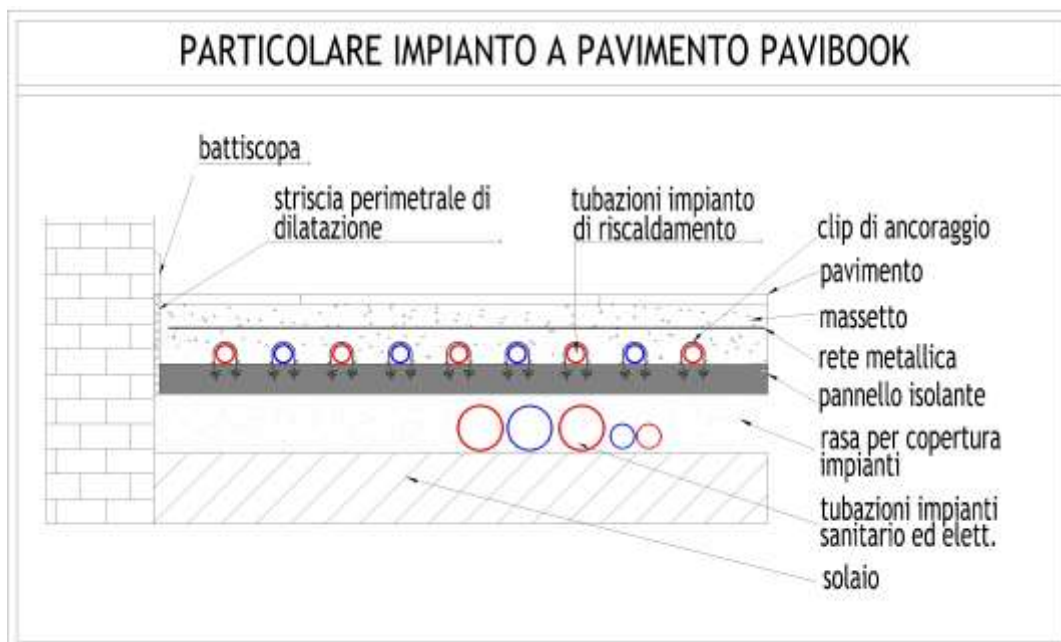 PARTICOLARE IMPIANTO A PAVIMENTO PAVIBOOK
battiscopa
striscia perimetrale di
dilatazione
tubazioni impianto
di riscaldamento
clip di ancoraggio
pavimento
massetto
rete metallica
pannello isolante
rasa per copertura
impianti
tubazioni impianti
sanitario ed elett.
solaio